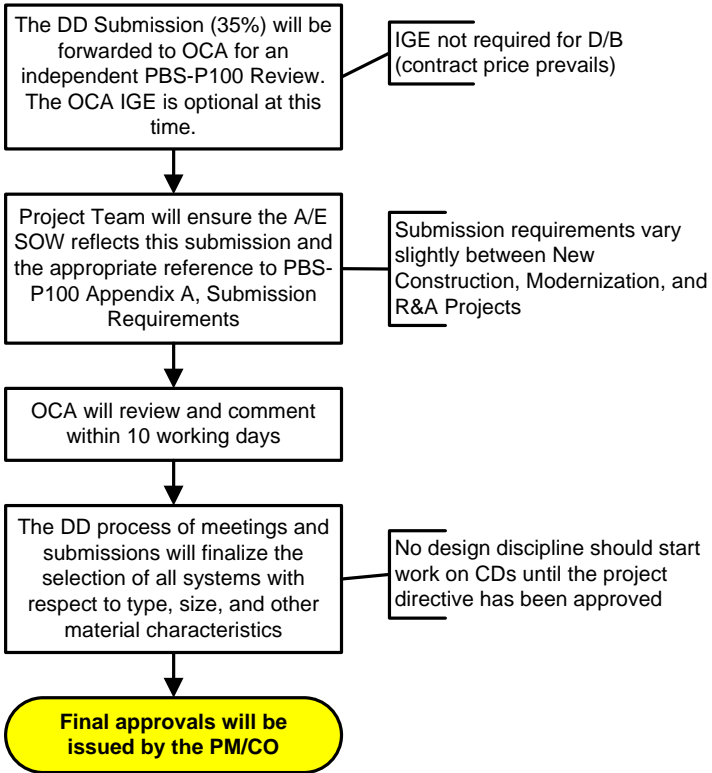 The DD Submission (35%) will be
forwarded to OCA for an
independent PBS-P100 Review.
The OCA IGE is optional at this
time.
IGE not required for D/B
(contract price prevails)
Project Team will ensure the A/E
SOW reflects this submission and
the appropriate reference to PBS-
P100 Appendix A, Submission
Requirements
Submission requirements vary
slightly between New
Construction, Modernization, and
R&A Projects
OCA will review and comment
within 10 working days
The DD process of meetings and
submissions will finalize the
selection of all systems with
respect to type, size, and other
material characteristics
No design discipline should start
work on CDs until the project
directive has been approved
Final approvals will be
issued by the PM/CO